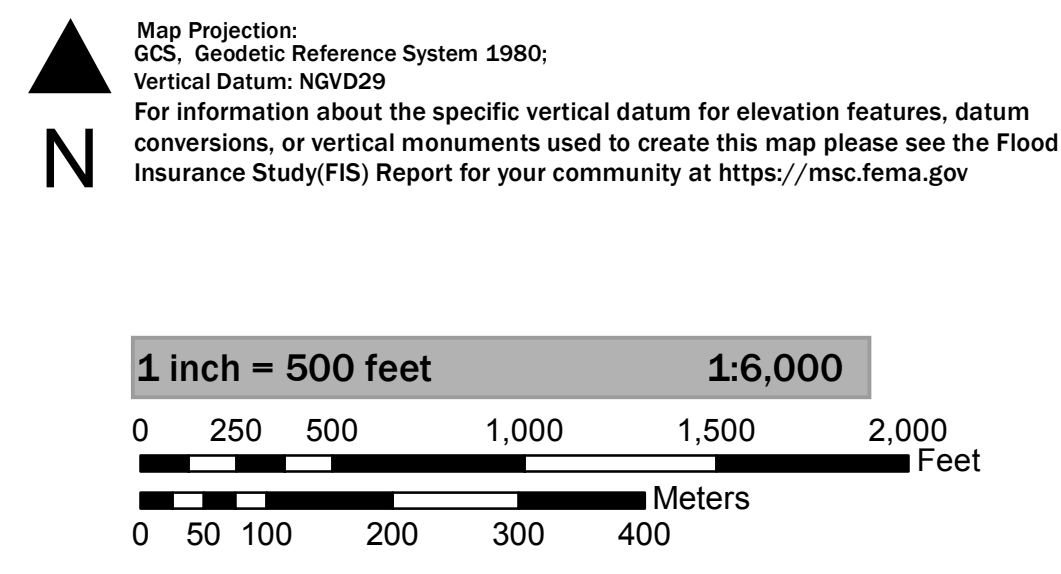 Map Projection:
GCS, Geodetic Reference System 1980;
Vertical Datum: NGVD29
For information about the specific vertical datum for elevation features, datum
conversions, or vertical monuments used to create this map please see the Flood
Insurance Study(FIS) Report for your community at https://msc.fema.gov
N
1 inch = 500 feet 1:6,000
0 250 500 1,000 1,500 2,000
Feet
Meters
0 50 100 200 300 400